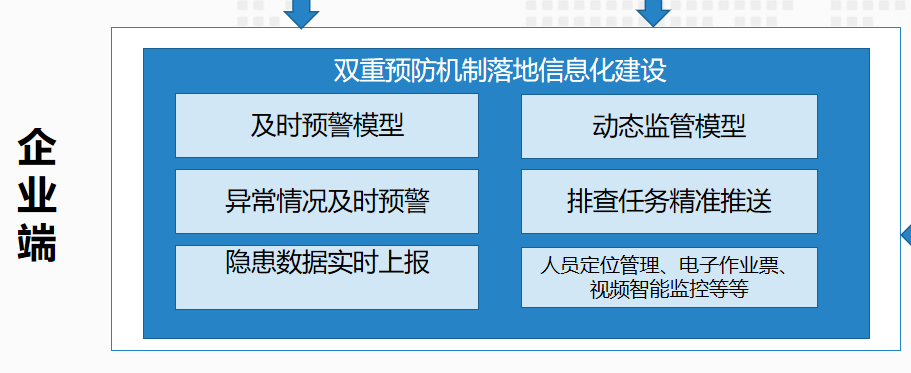 企业端
双重预防机制落地信息化建设
及时预警模型
动态监管模型
异常情况及时预警
排查任务精准推送
隐患数据实时上报
人员定位管理、电子作业票、
视频智能监控等等